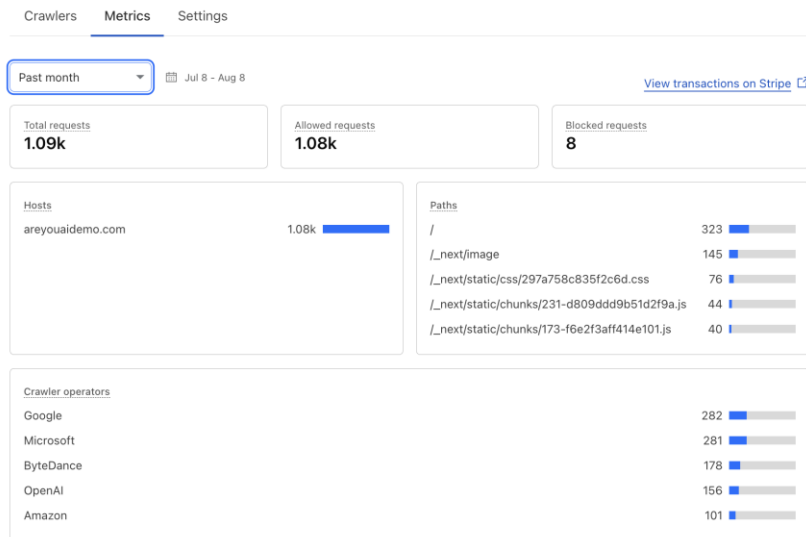 Crawlers Metrics Settings
Past month Jul 8 - Aug 8
View transactions on Stripe
Total requests
1.09k
Allowed requests
1.08k
Blocked requests
8
Hosts
areyouaidemo.com 1.08k
Paths
/ 323
/_next/image 145
/_next/static/css/297a758c835f2c6d.css 76
/_next/static/chunks/231-d809ddd9b51d2f9a.js 44
/_next/static/chunks/173-f6e2f3aff414e101.js 40
Crawler operators
Google 282
Microsoft 281
ByteDance 178
OpenAI 156
Amazon 101